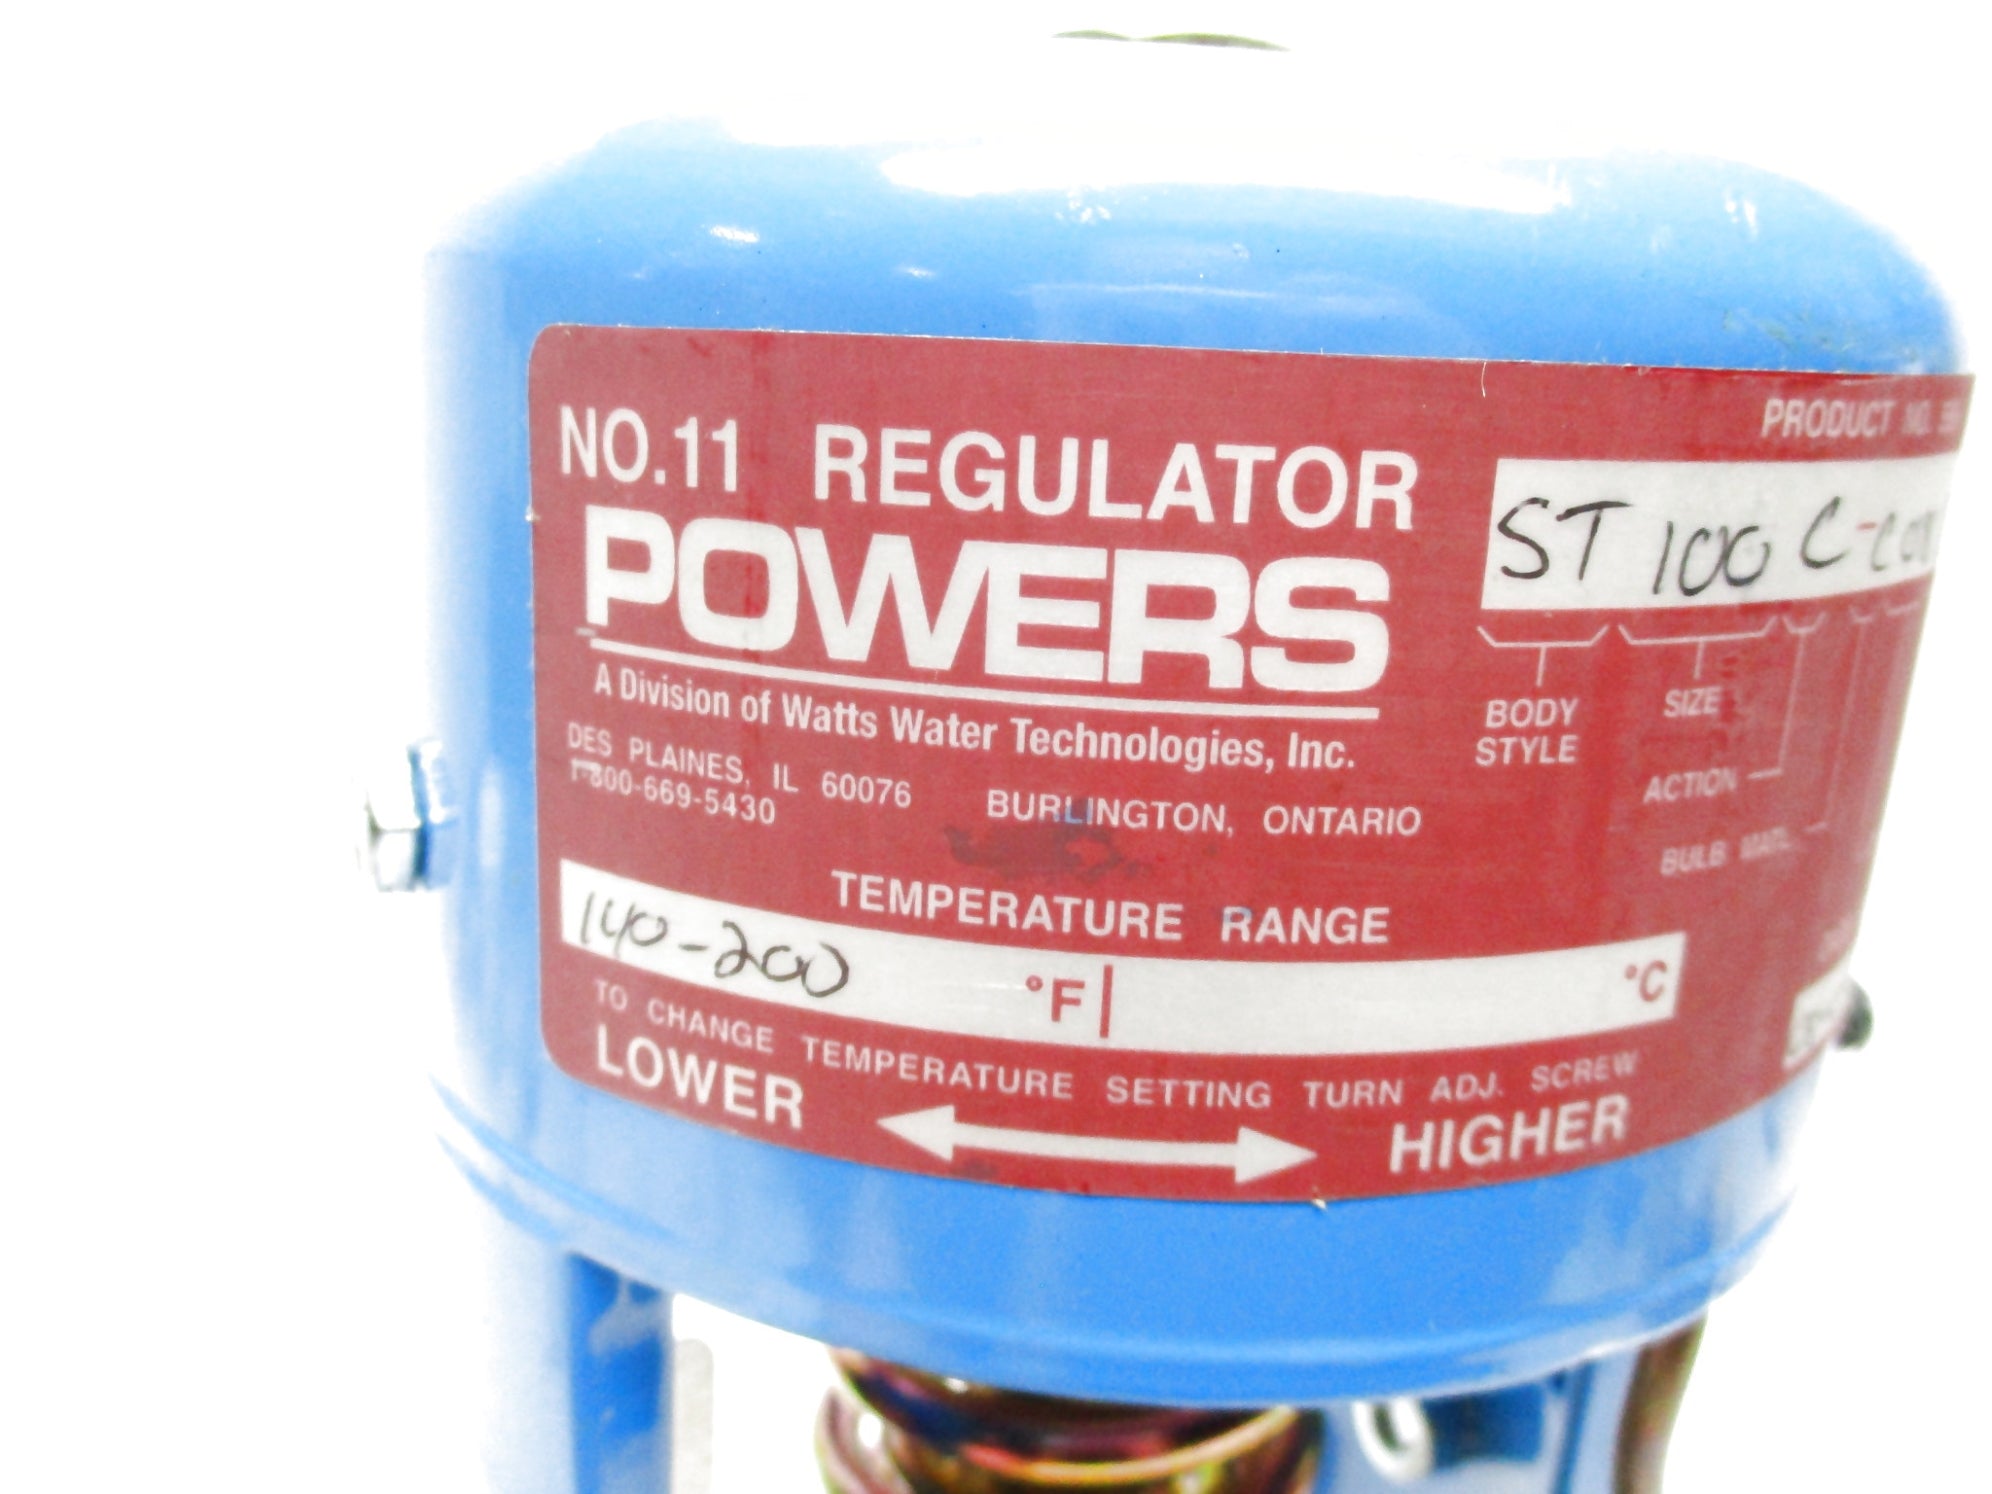 NO.11 REGULATOR
POWERS
A Division of Watts Water Technologies, Inc.
DES PLAINES, IL 60076
1-800-669-5430
BURLINGTON, ONTARIO
PRODUCT NO.
ST 100 C-
BODY
STYLE
SIZE
ACTION
BULB MATL.
TEMPERATURE RANGE
140-200 °F °C
TO CHANGE TEMPERATURE SETTING TURN ADJ. SCREW
LOWER HIGHER